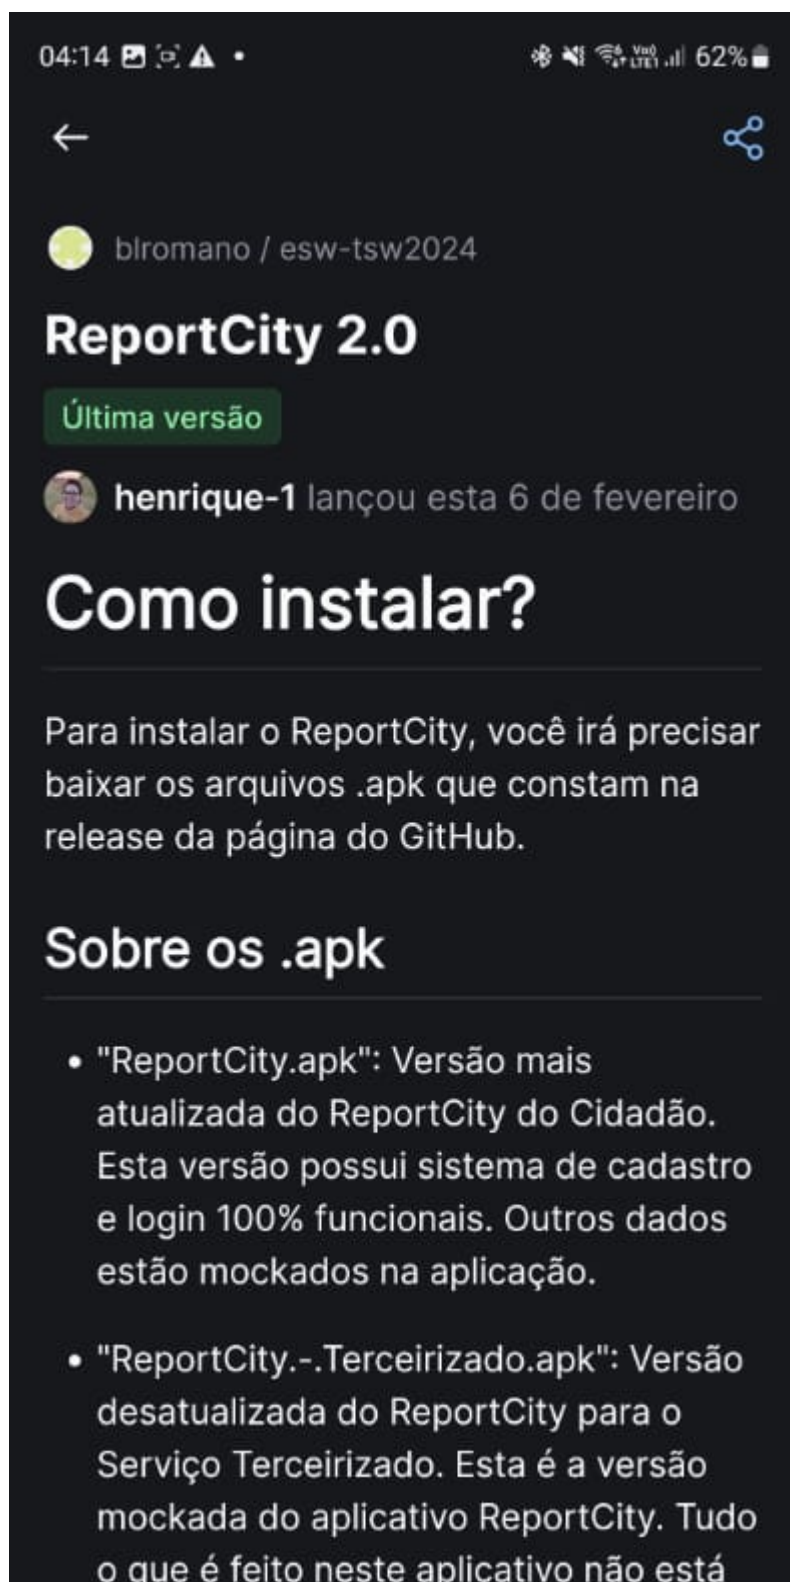 04:14 62%
blromano / esw-tsw2024
ReportCity 2.0
Última versão
henrique-1 lançou esta 6 de fevereiro
Como instalar?
Para instalar o ReportCity, você irá precisar
baixar os arquivos .apk que constam na
release da página do GitHub.
Sobre os .apk
• "ReportCity.apk": Versão mais
atualizada do ReportCity do Cidadão.
Esta versão possui sistema de cadastro
e login 100% funcionais. Outros dados
estão mockados na aplicação.
• "ReportCity.-.Terceirizado.apk": Versão
desatualizada do ReportCity para o
Serviço Terceirizado. Esta é a versão
mockada do aplicativo ReportCity. Tudo
o que é feito neste aplicativo não está